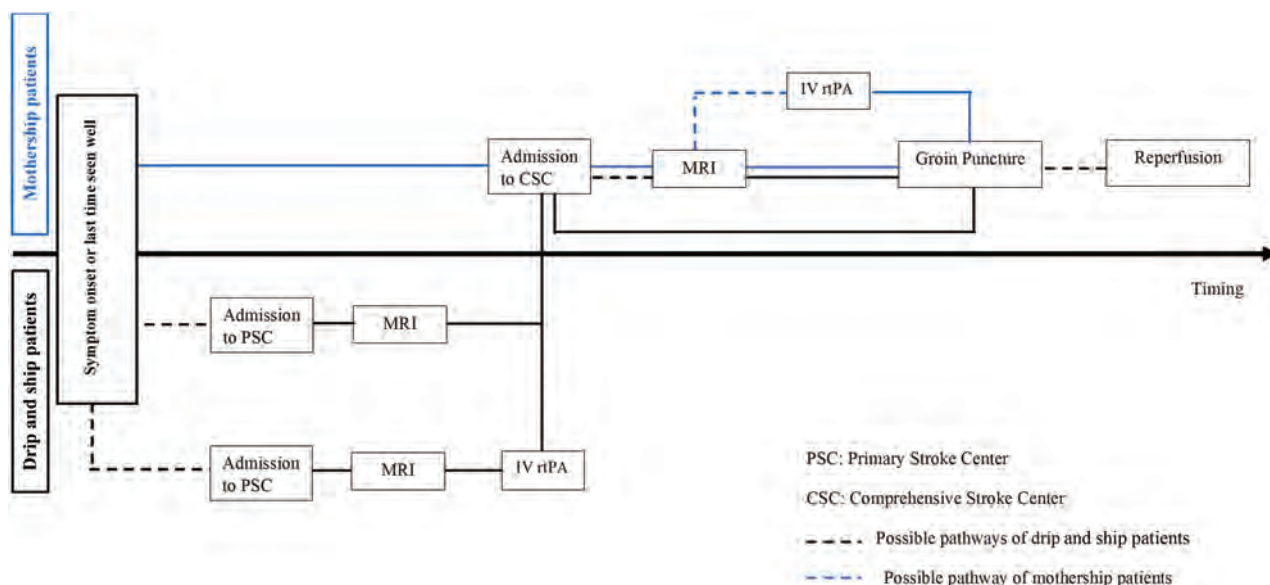 Mothership patients
Drip and ship patients
Symptom onset or last time seen well
IV rtPA
Admission
to CSC
MRI
Groin Puncture
Reperfusion
Timing
Admission
to PSC
MRI
Admission
to PSC
MRI
IV rtPA
PSC: Primary Stroke Center
CSC: Comprehensive Stroke Center
Possible pathways of drip and ship patients
Possible pathway of mothership patients